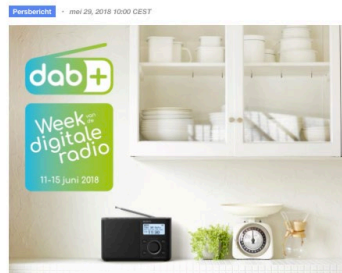 Persbericht · mei 29, 2018 10:00 CEST
dab+
Week van de
digitale
radio
11-15 juni 2018